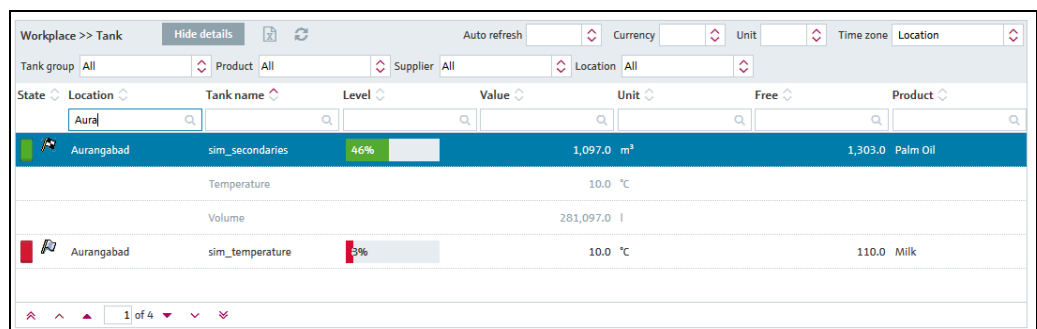 Workplace >> Tank Hide details Auto refresh Currency Unit Time zone Location
Tank group All Product All Supplier All Location All
State Location Tank name Level Value Unit Free Product
Aura
Aurangabad sim_secondaries 46% 1,097.0 m³ 1,303.0 Palm Oil
Temperature 10.0 °C
Volume 281,097.0 l
Aurangabad sim_temperature 3% 10.0 °C 110.0 Milk
1 of 4